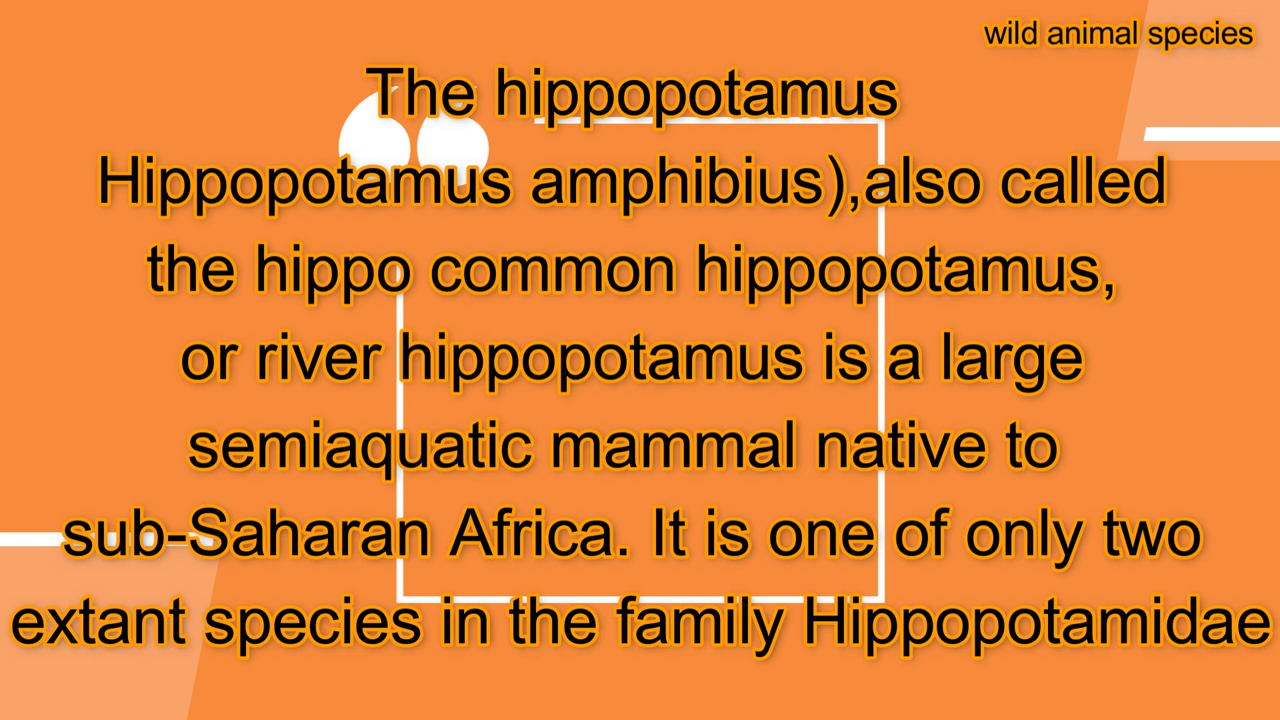 wild animal species
The hippopotamus
Hippopotamus amphibius),also called
the hippo common hippopotamus,
or river hippopotamus is a large
semiaquatic mammal native to
sub-Saharan Africa. It is one of only two
extant species in the family Hippopotamidae